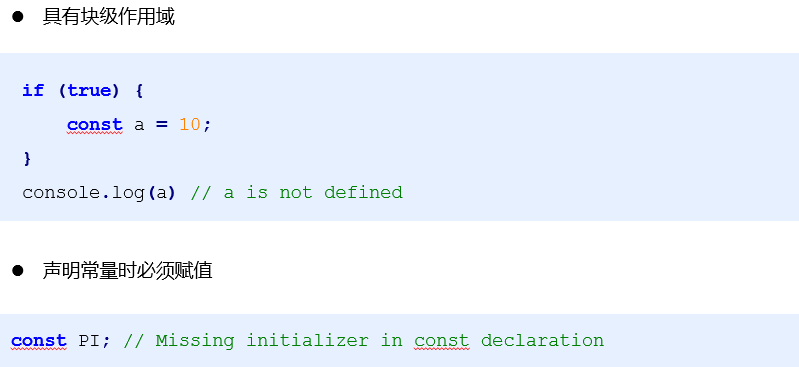 ● 具有块级作用域
if (true) {
    const a = 10;
}
console.log(a) // a is not defined
● 声明常量时必须赋值
const PI; // Missing initializer in const declaration